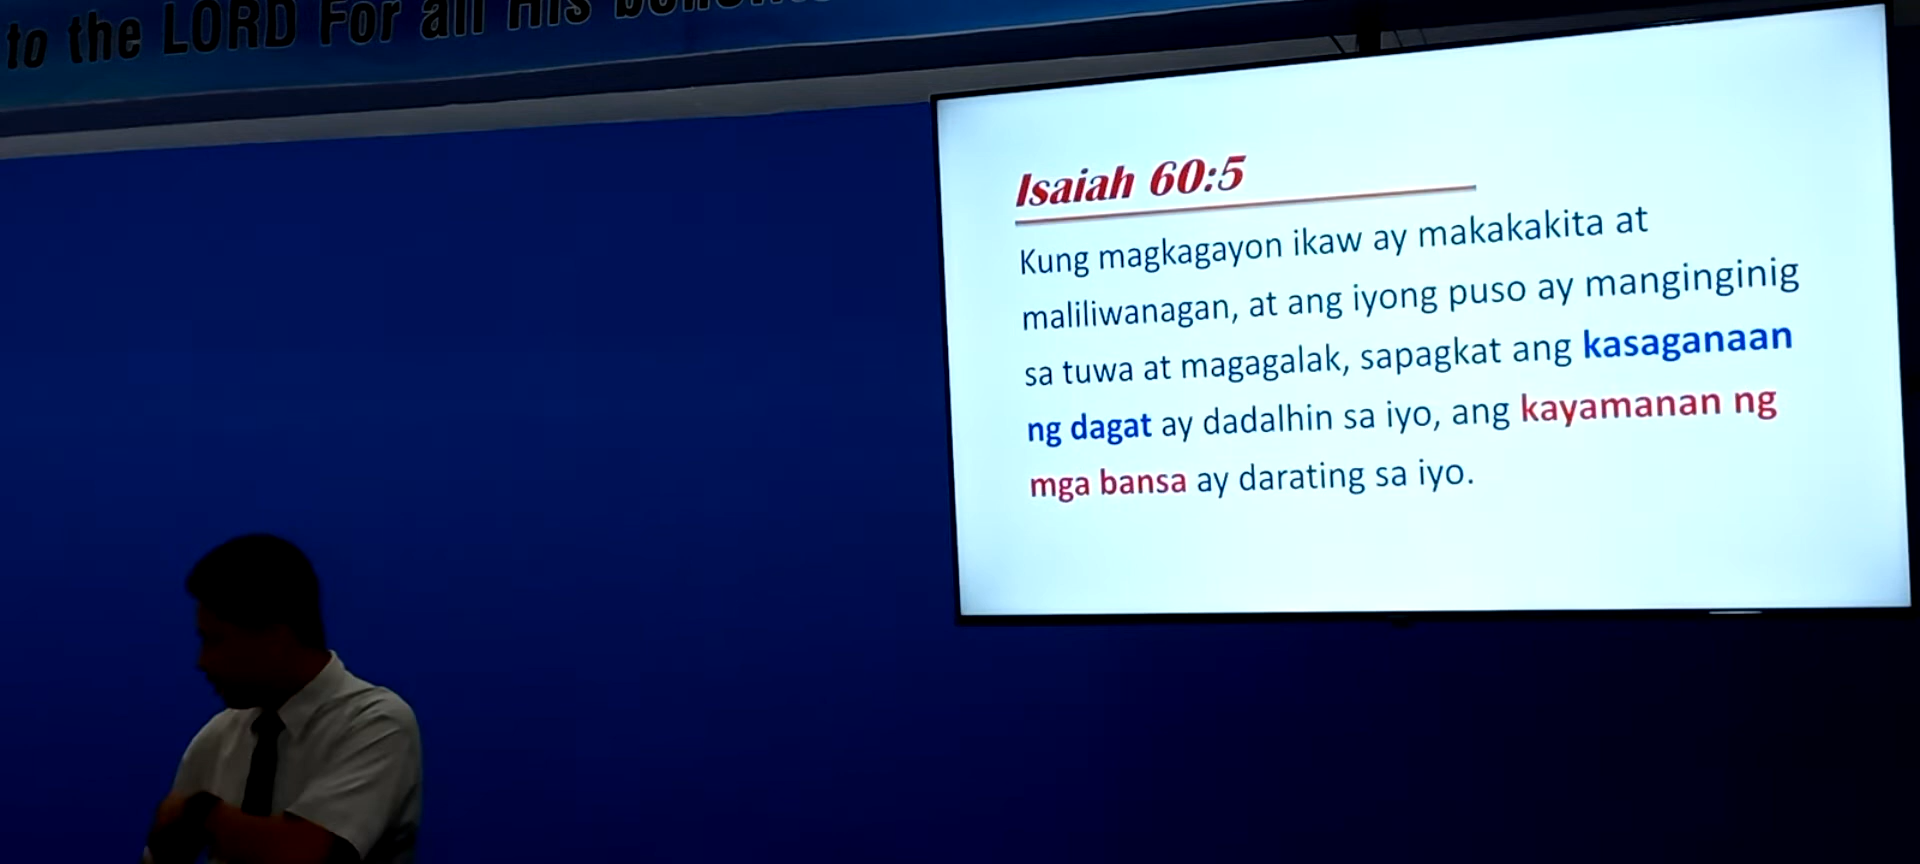 to the LORD For all His
Isaiah 60:5
Kung magkagayon ikaw ay makakakita at
maliliwanagan, at ang iyong puso ay manginginig
sa tuwa at magagalak, sapagkat ang kasaganaan
ng dagat ay dadalhin sa iyo, ang kayamanan ng
mga bansa ay darating sa iyo.